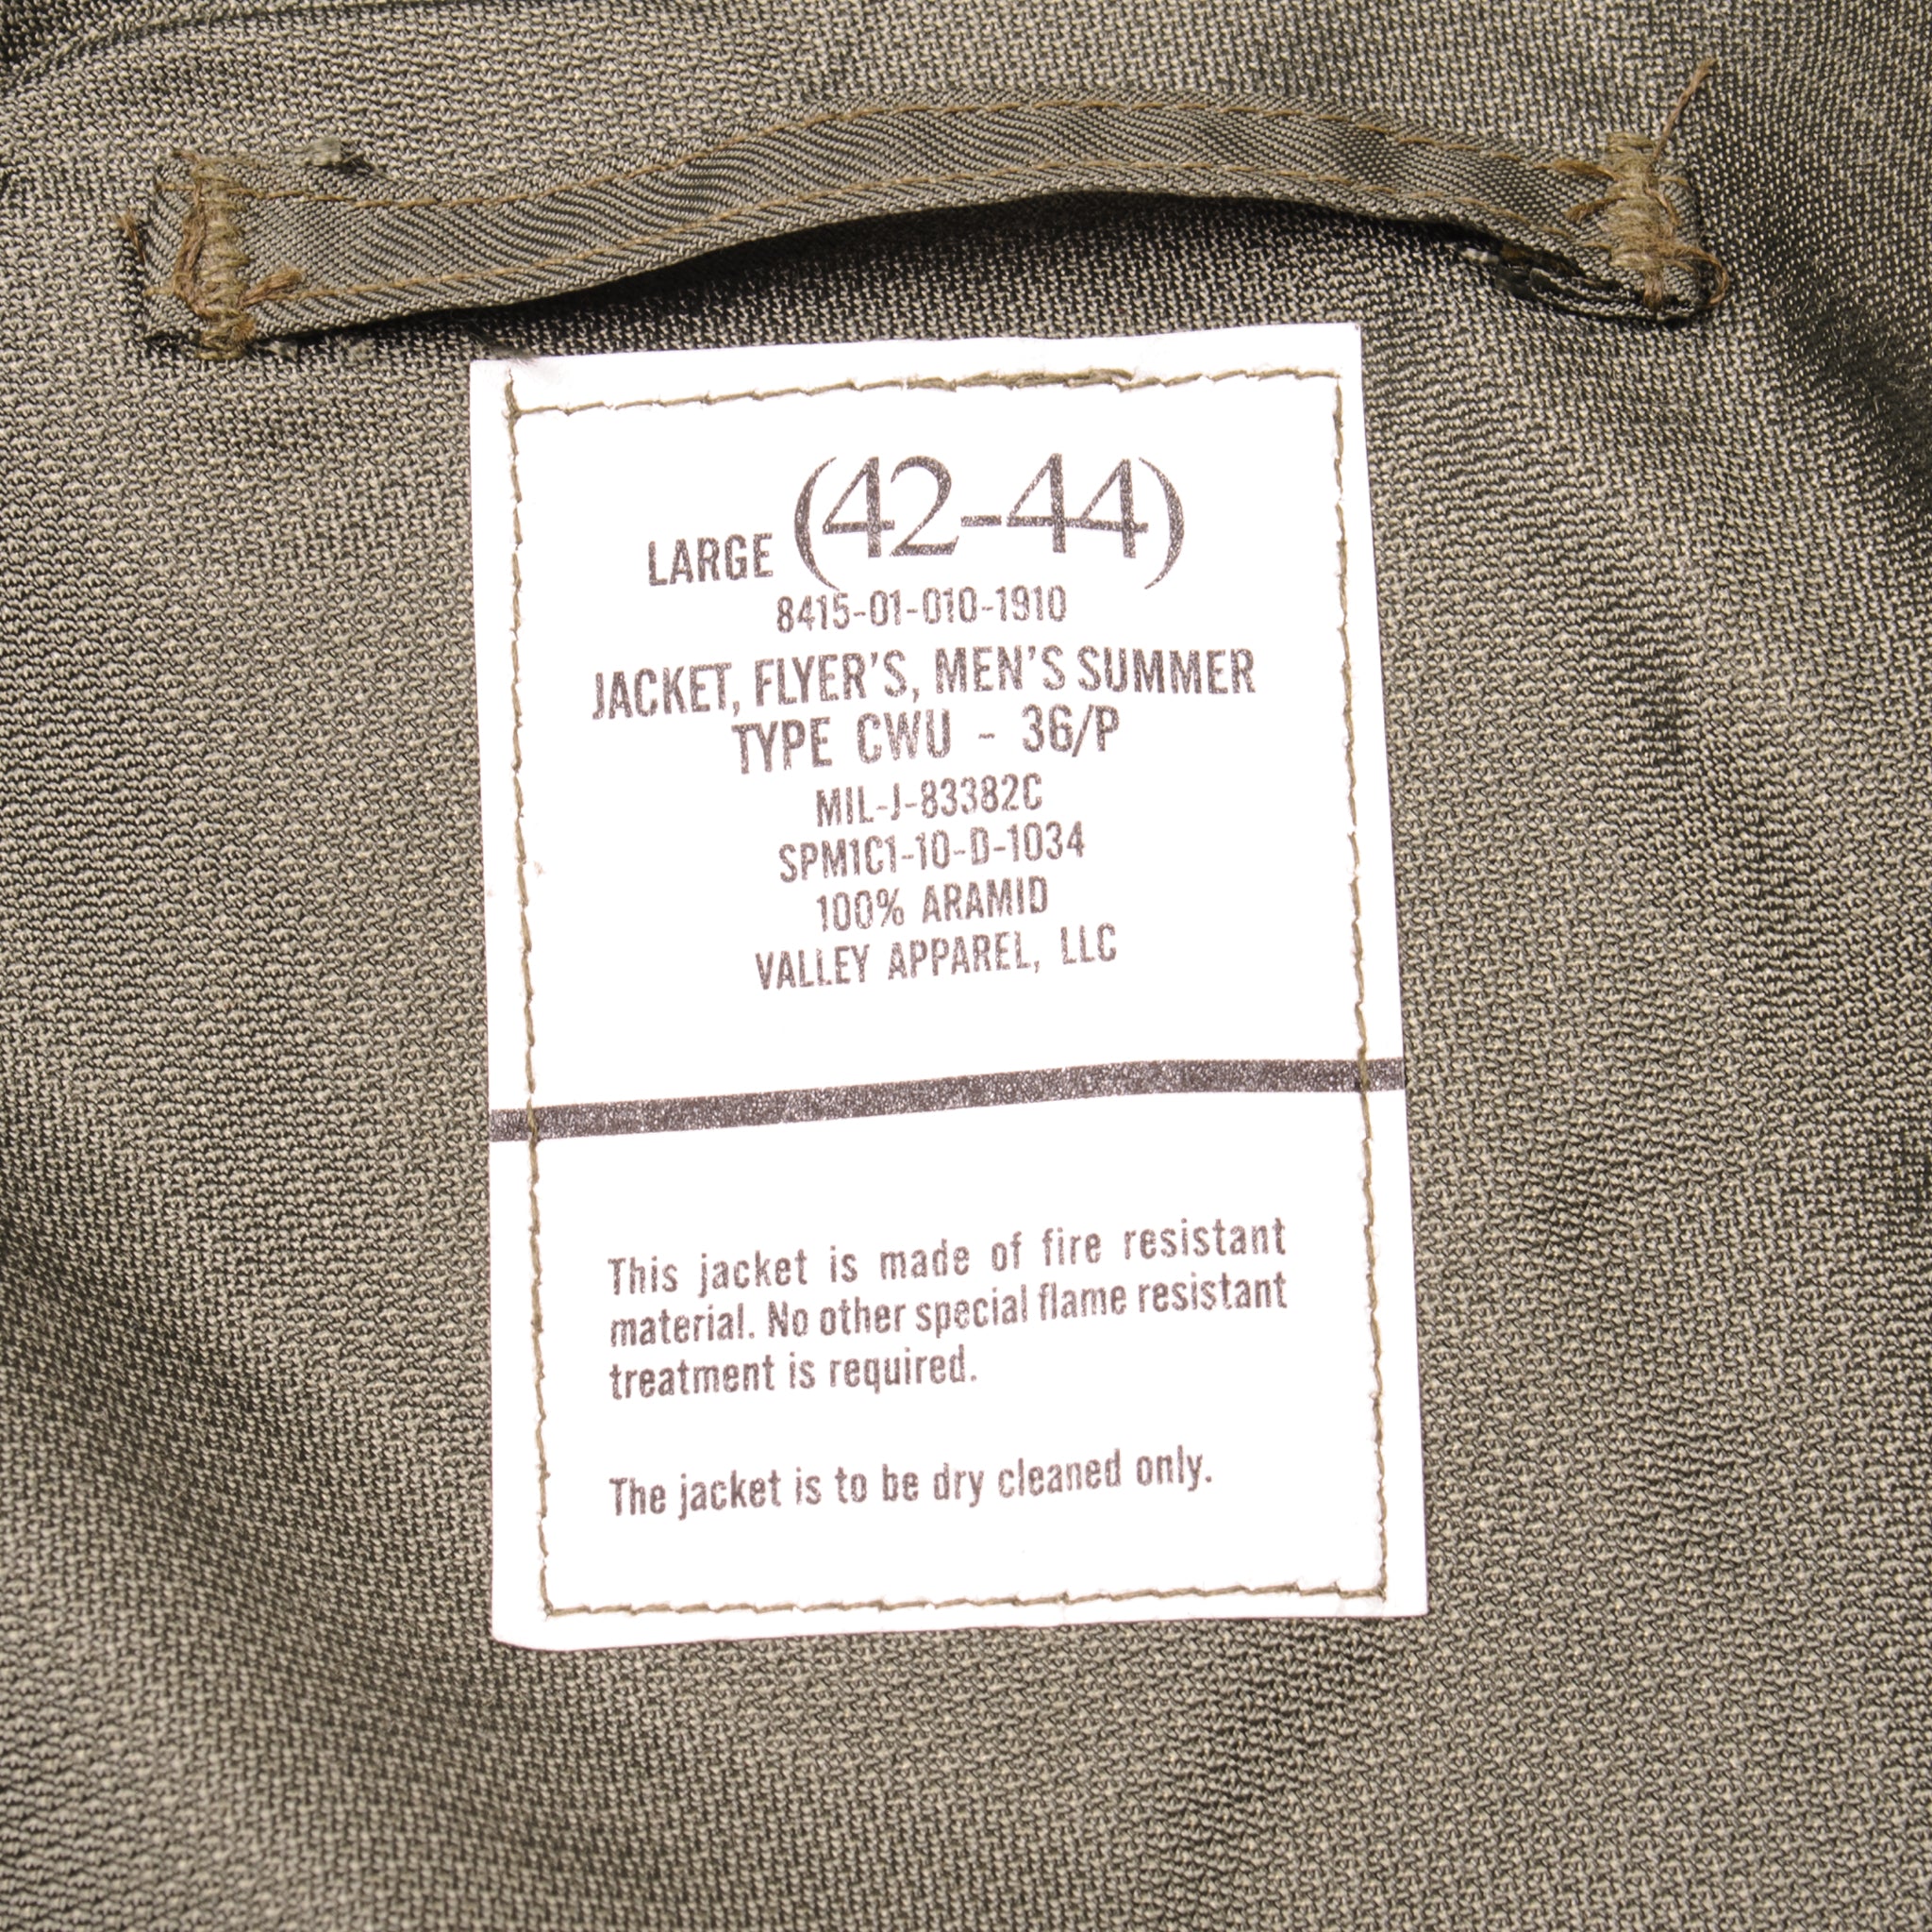 LARGE (42-44)
8415-01-010-1910
JACKET, FLYER'S, MEN'S SUMMER
TYPE CWU - 36/P
MIL-J-83382C
SPM1C1-10-D-1034
100% ARAMID
VALLEY APPAREL, LLC
This jacket is made of fire resistant
material. No other special flame resistant
treatment is required.
The jacket is to be dry cleaned only.